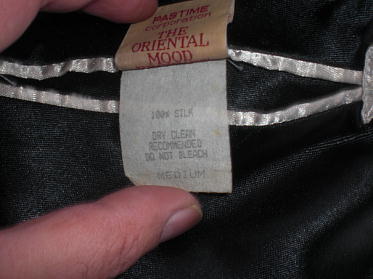 PASTIME
corporation
THE
ORIENTAL
MOOD
100% SILK
DRY CLEAN
RECOMMENDED
DO NOT BLEACH
MEDIUM